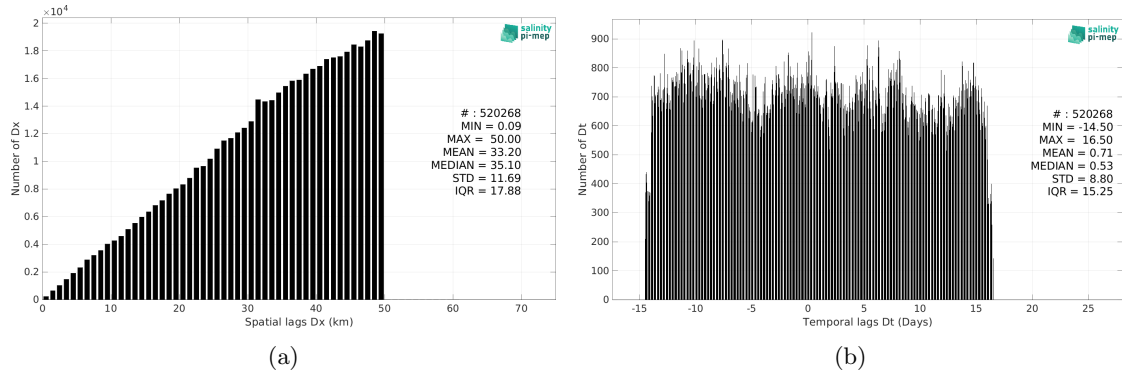 ×10⁴
2
1.8
1.6
1.4
1.2
1
0.8
0.6
0.4
0.2
0
Number of Dx
0 10 20 30 40 50 60 70
Spatial lags Dx (km)
salinity
pi-mep
# : 520268
MIN = 0.09
MAX = 50.00
MEAN = 33.20
MEDIAN = 35.10
STD = 11.69
IQR = 17.88
(a)
900
800
700
600
500
400
300
200
100
0
Number of Dt
-15 -10 -5 0 5 10 15 20 25
Temporal lags Dt (Days)
salinity
pi-mep
# : 520268
MIN = -14.50
MAX = 16.50
MEAN = 0.71
MEDIAN = 0.53
STD = 8.80
IQR = 15.25
(b)